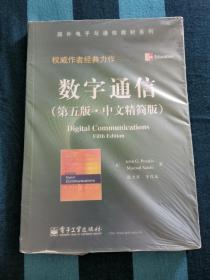 国外电子与通信教材系列
Education
权威作者经典力作
数字通信
(第五版·中文精简版)
Digital Communications
Fifth Edition
John G. Proakis
Masoud Salehi
电子工业出版社